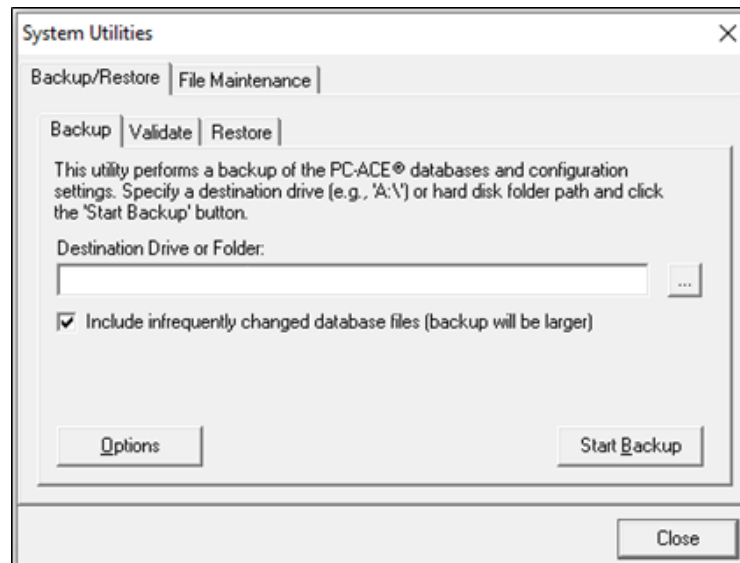 System Utilities
Backup/Restore
File Maintenance
Backup
Validate
Restore
This utility performs a backup of the PC-ACE® databases and configuration
settings. Specify a destination drive (e.g., 'A:\') or hard disk folder path and click
the 'Start Backup' button.
Destination Drive or Folder:
...
Include infrequently changed database files (backup will be larger)
Options
Start Backup
Close